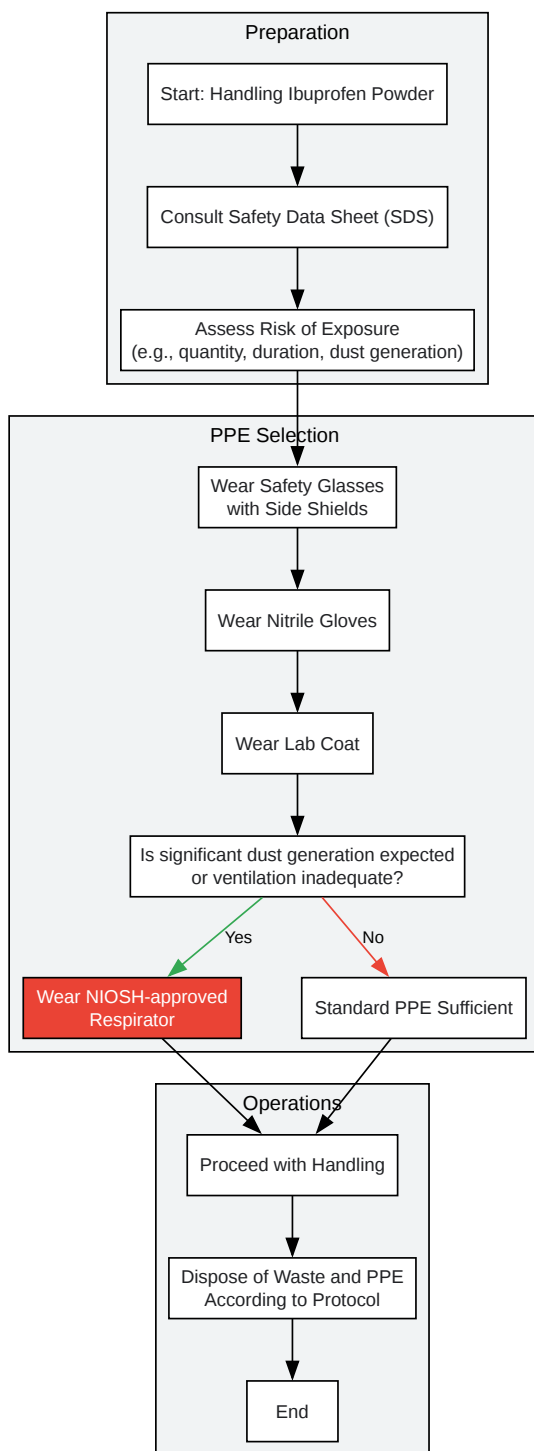 Preparation
Start: Handling Ibuprofen Powder
Consult Safety Data Sheet (SDS)
Assess Risk of Exposure
(e.g., quantity, duration, dust generation)
PPE Selection
Wear Safety Glasses
with Side Shields
Wear Nitrile Gloves
Wear Lab Coat
Is significant dust generation expected
or ventilation inadequate?
Yes
No
Wear NIOSH-approved
Respirator
Standard PPE Sufficient
Operations
Proceed with Handling
Dispose of Waste and PPE
According to Protocol
End